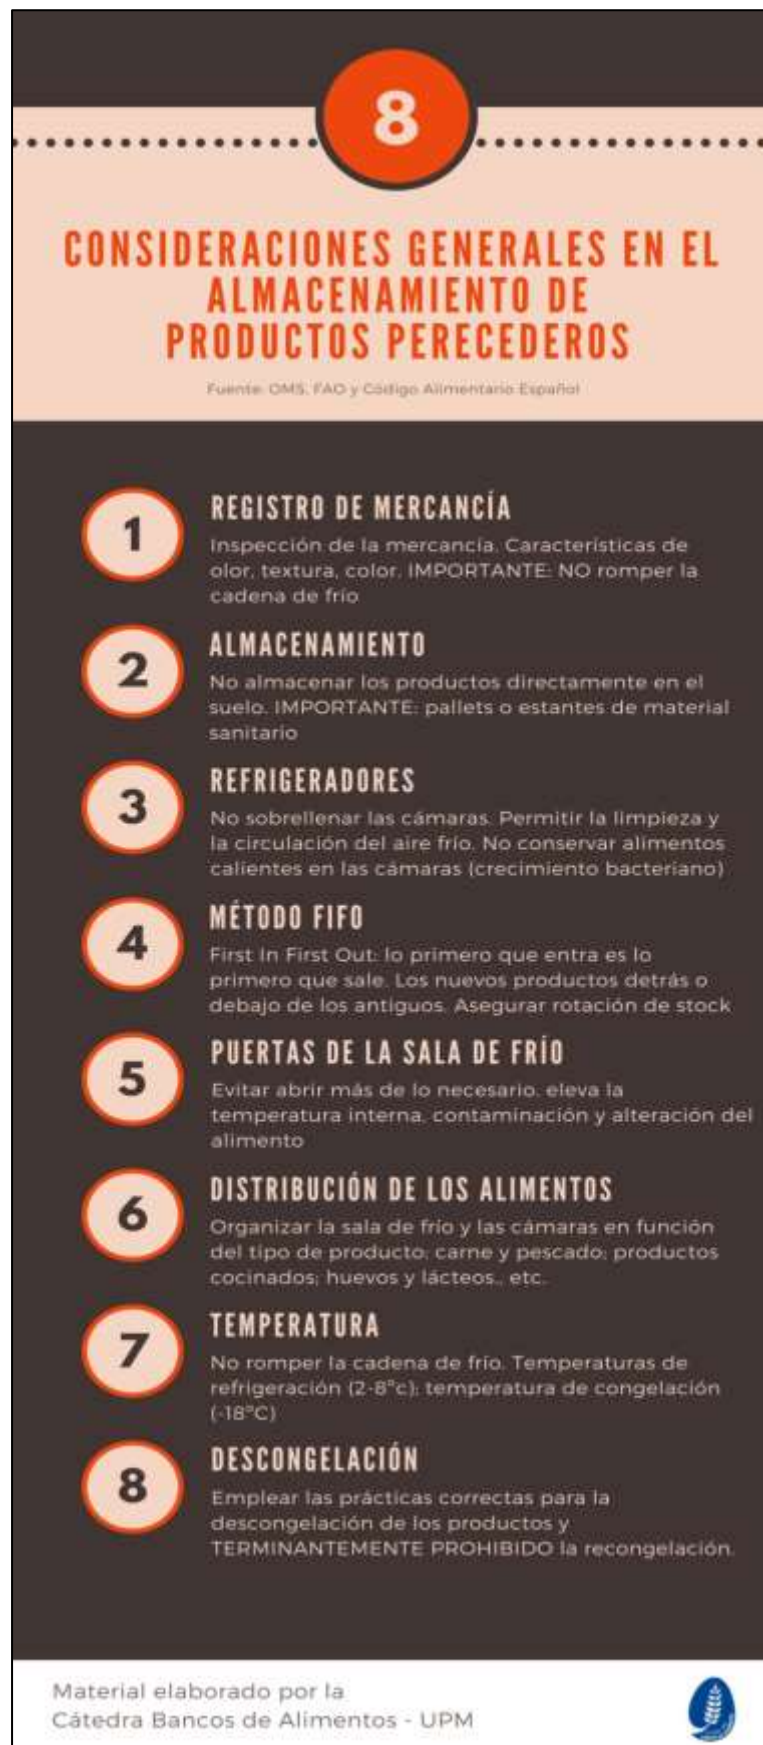 8
CONSIDERACIONES GENERALES EN EL
ALMACENAMIENTO DE
PRODUCTOS PERECEDEROS
Fuente: OMS, FAO y Código Alimentario Español
1
REGISTRO DE MERCANCÍA
Inspección de la mercancía. Características de
olor, textura, color. IMPORTANTE: NO romper la
cadena de frío
2
ALMACENAMIENTO
No almacenar los productos directamente en el
suelo. IMPORTANTE: pallets o estantes de material
sanitario
3
REFRIGERADORES
No sobrellenar las cámaras. Permitir la limpieza y
la circulación del aire frío. No conservar alimentos
calientes en las cámaras (crecimiento bacteriano)
4
MÉTODO FIFO
First In First Out: lo primero que entra es lo
primero que sale. Los nuevos productos detrás o
debajo de los antiguos. Asegurar rotación de stock
5
PUERTAS DE LA SALA DE FRÍO
Evitar abrir más de lo necesario. eleva la
temperatura interna, contaminación y alteración del
alimento
6
DISTRIBUCIÓN DE LOS ALIMENTOS
Organizar la sala de frío y las cámaras en función
del tipo de producto; carne y pescado; productos
cocinados; huevos y lácteos., etc.
7
TEMPERATURA
No romper la cadena de frío. Temperaturas de
refrigeración (2-8ºc); temperatura de congelación
(-18ºC)
8
DESCONGELACIÓN
Emplear las prácticas correctas para la
descongelación de los productos y
TERMINANTEMENTE PROHIBIDO la recongelación.
Material elaborado por la
Cátedra Bancos de Alimentos - UPM